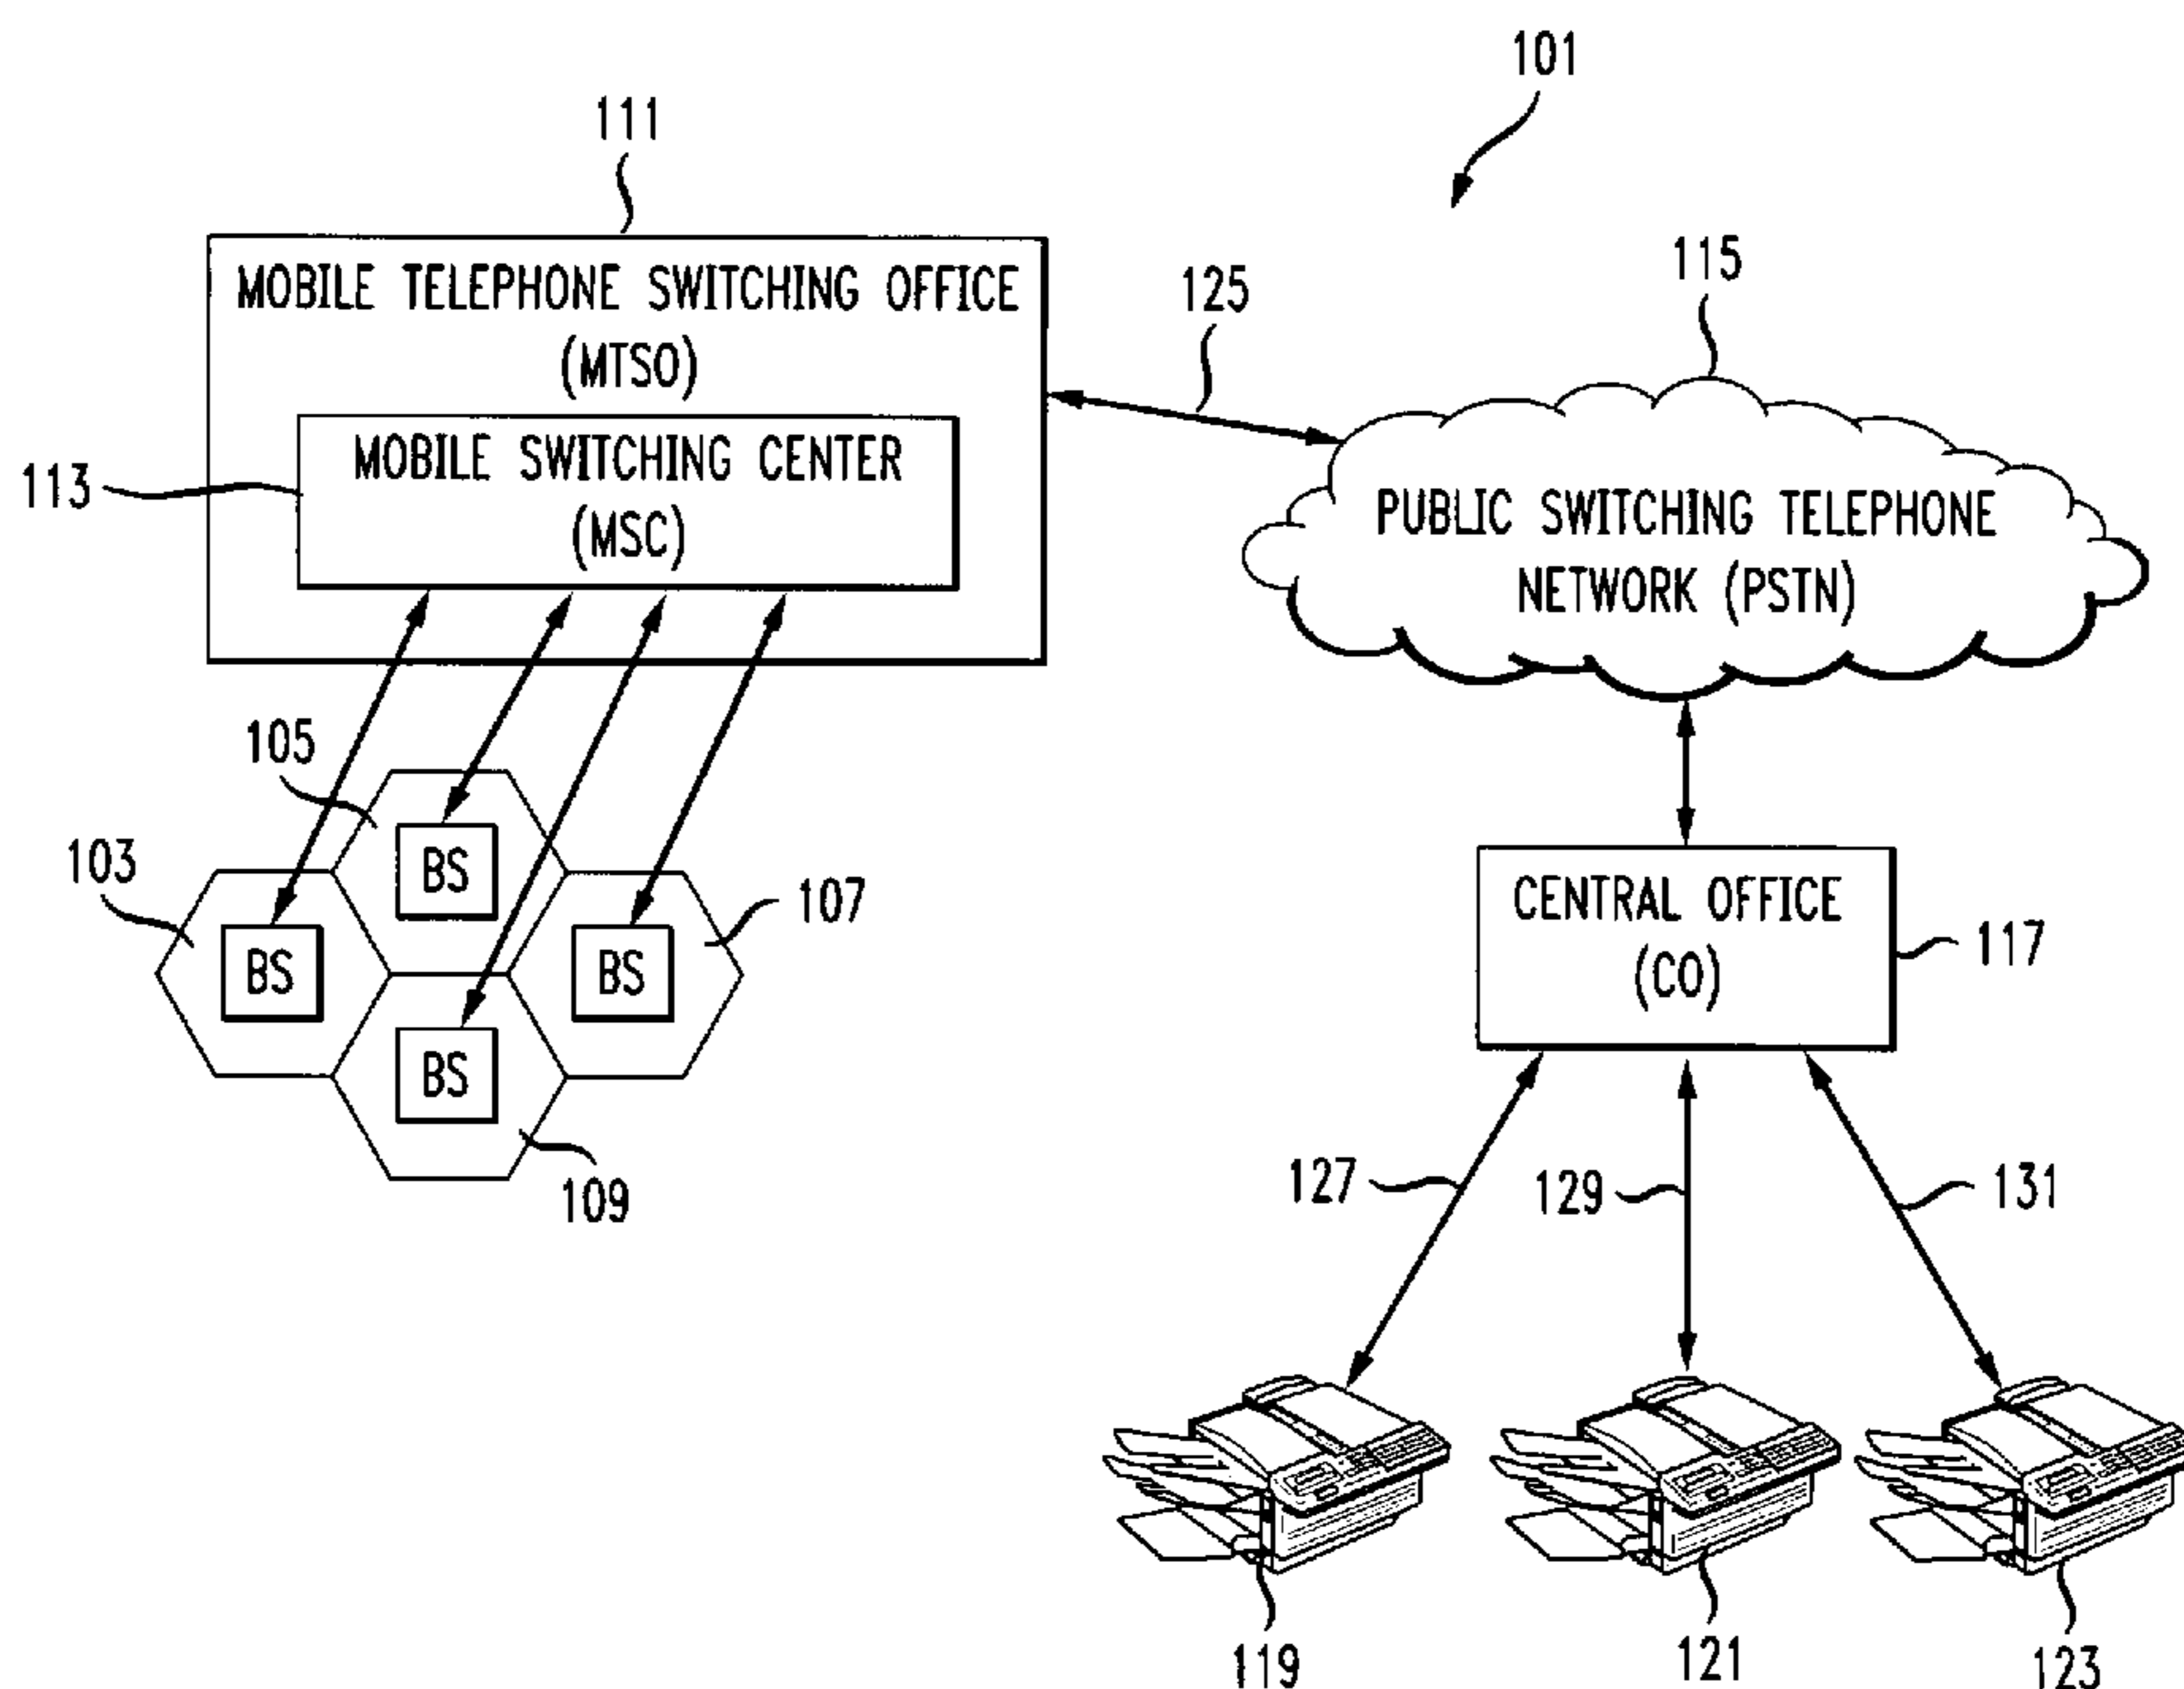 101
111
MOBILE TELEPHONE SWITCHING OFFICE
(MTSO)
125
115
113
MOBILE SWITCHING CENTER
(MSC)
PUBLIC SWITCHING TELEPHONE
NETWORK (PSTN)
105
103
BS
107
BS
BS
CENTRAL OFFICE
(CO)
117
BS
109
127
129
131
119
121
123